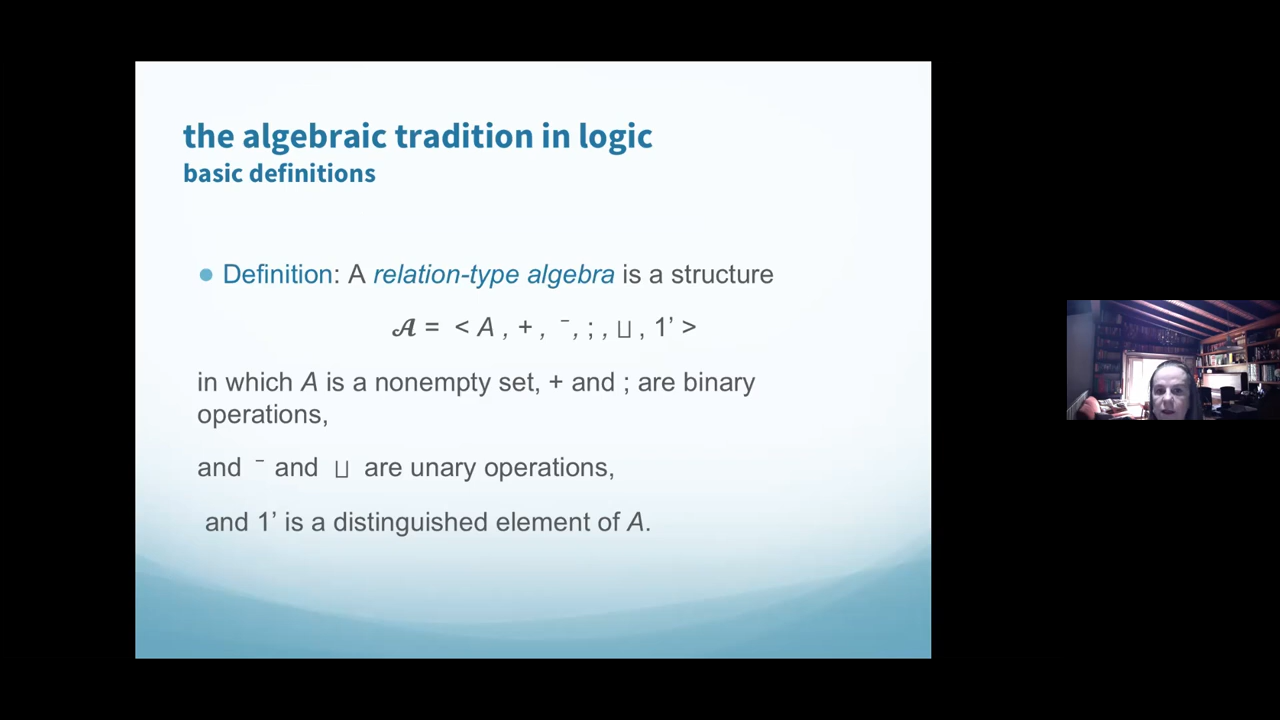 the algebraic tradition in logic
basic definitions
● Definition: A relation-type algebra is a structure
𝓐 = < A , + , ⁻, ; , ⊔ , 1’ >
in which A is a nonempty set, + and ; are binary
operations,
and ⁻ and ⊔ are unary operations,
and 1’ is a distinguished element of A.